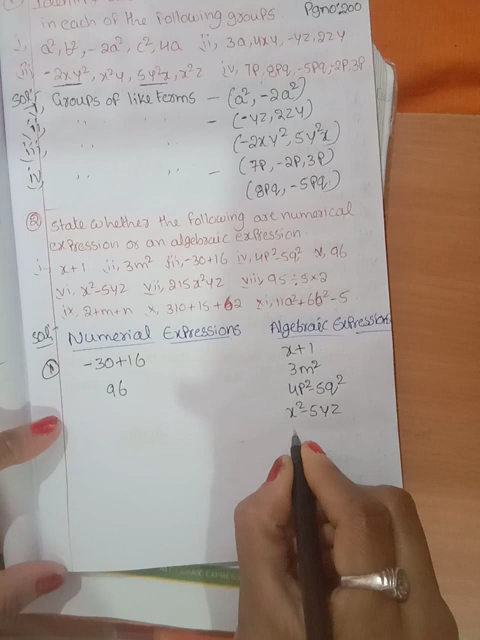 in each of the following groups
Pgno:200
i, a², b², -2a², c², 4a ii, 3a, 4xy, -yz, 2zy
iii, -2xy², x²y, 5y²x, x²z iv, 7p, 8pq, -5pq, -2p, 3p
Sol:- Groups of like terms - (a², -2a²)
ii, " " - (-yz, 2zy)
iii, (-2xy², 5y²x)
iv, " " - (7p, -2p, 3p)
(8pq, -5pq)
② State whether the following are numerical
expression or an algebraic expression.
i. x+1 ii, 3m² iii, -30+16 iv, 4p²-5q² v, 96
vi. x²-5yz vii, 215x²yz viii, 95÷5×2
ix. 2+m+n x, 310+15+62 xi, 11a²+6b²-5
Sol:- Numerial Expressions Algebraic Expressions
-30+16 x+1
96 3m²
4p²-5q²
x²-5yz